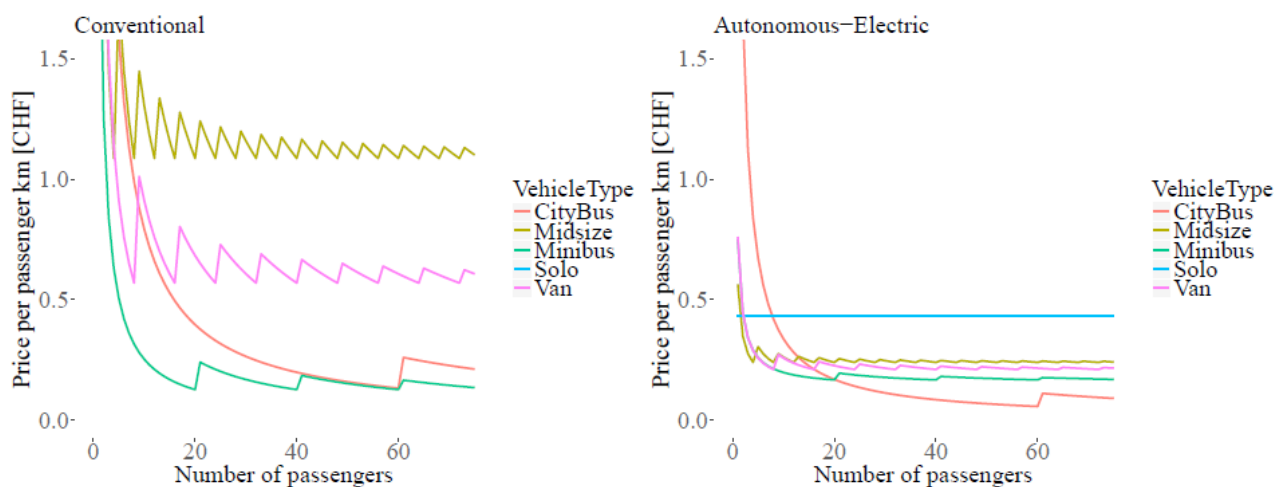 Conventional
Price per passenger km [CHF]
1.5
1.0
0.5
0.0
0
20
40
60
Number of passengers
VehicleType
CityBus
Midsize
Minibus
Solo
Van
Autonomous−Electric
Price per passenger km [CHF]
1.5
1.0
0.5
0.0
0
20
40
60
Number of passengers
VehicleType
CityBus
Midsize
Minibus
Solo
Van